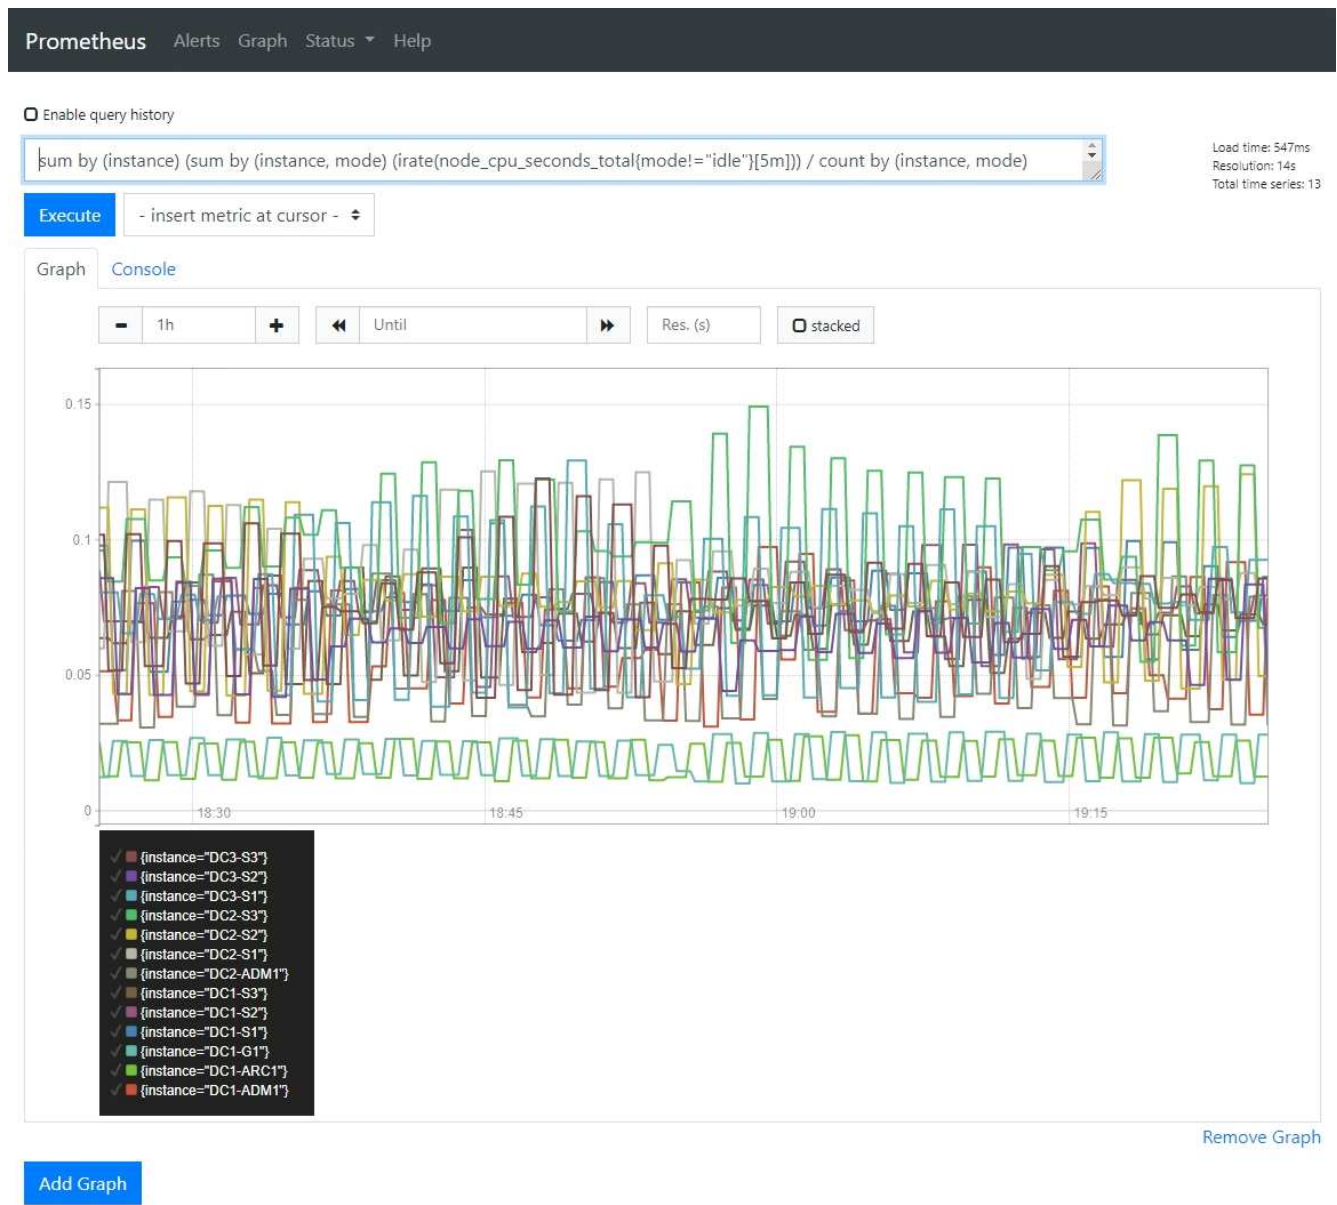 Prometheus Alerts Graph Status Help
Enable query history
sum by (instance) (sum by (instance, mode) (irate(node_cpu_seconds_total{mode!="idle"}[5m])) / count by (instance, mode)
Load time: 547ms
Resolution: 14s
Total time series: 13
Execute - insert metric at cursor -
Graph Console
1h Until Res. (s) stacked
0.15
0.1
0.05
0
18:30 18:45 19:00 19:15
{instance="DC3-S3"}
{instance="DC3-S2"}
{instance="DC3-S1"}
{instance="DC2-S3"}
{instance="DC2-S2"}
{instance="DC2-S1"}
{instance="DC2-ADM1"}
{instance="DC1-S3"}
{instance="DC1-S2"}
{instance="DC1-S1"}
{instance="DC1-G1"}
{instance="DC1-ARC1"}
{instance="DC1-ADM1"}
Remove Graph
Add Graph